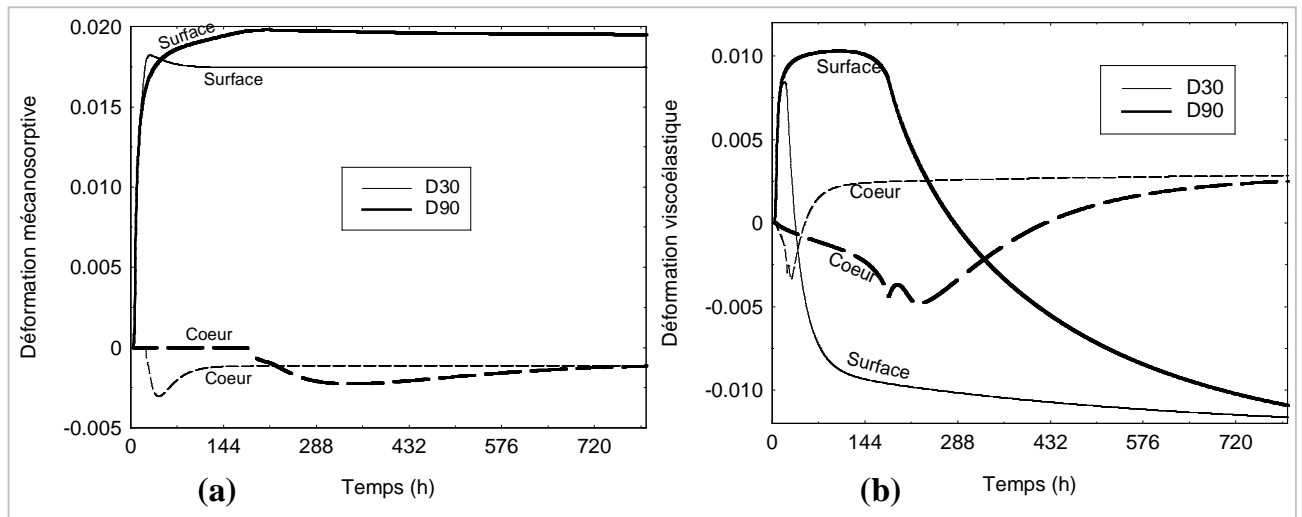 0.020
0.015
0.010
0.005
0
-0.005
Déformation mécanosorptive
Surface
Surface
D30
D90
Coeur
Coeur
0 144 288 432 576 720
(a)
Temps (h)
0.010
0.005
0
-0.005
-0.010
Déformation viscoélastique
Surface
D30
D90
Coeur
Coeur
Surface
0 144 288 432 576 720
(b)
Temps (h)